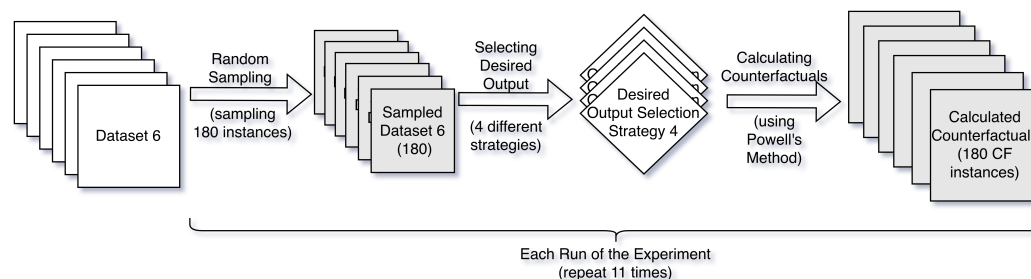 Dataset 6
Random
Sampling
(sampling
180 instances)
Sampled
Dataset 6
(180)
Selecting
Desired
Output
(4 different
strategies)
Desired
Output Selection
Strategy 4
Calculating
Counterfactuals
(using
Powell's
Method)
Calculated
Counterfactual
(180 CF
instances)
Each Run of the Experiment
(repeat 11 times)